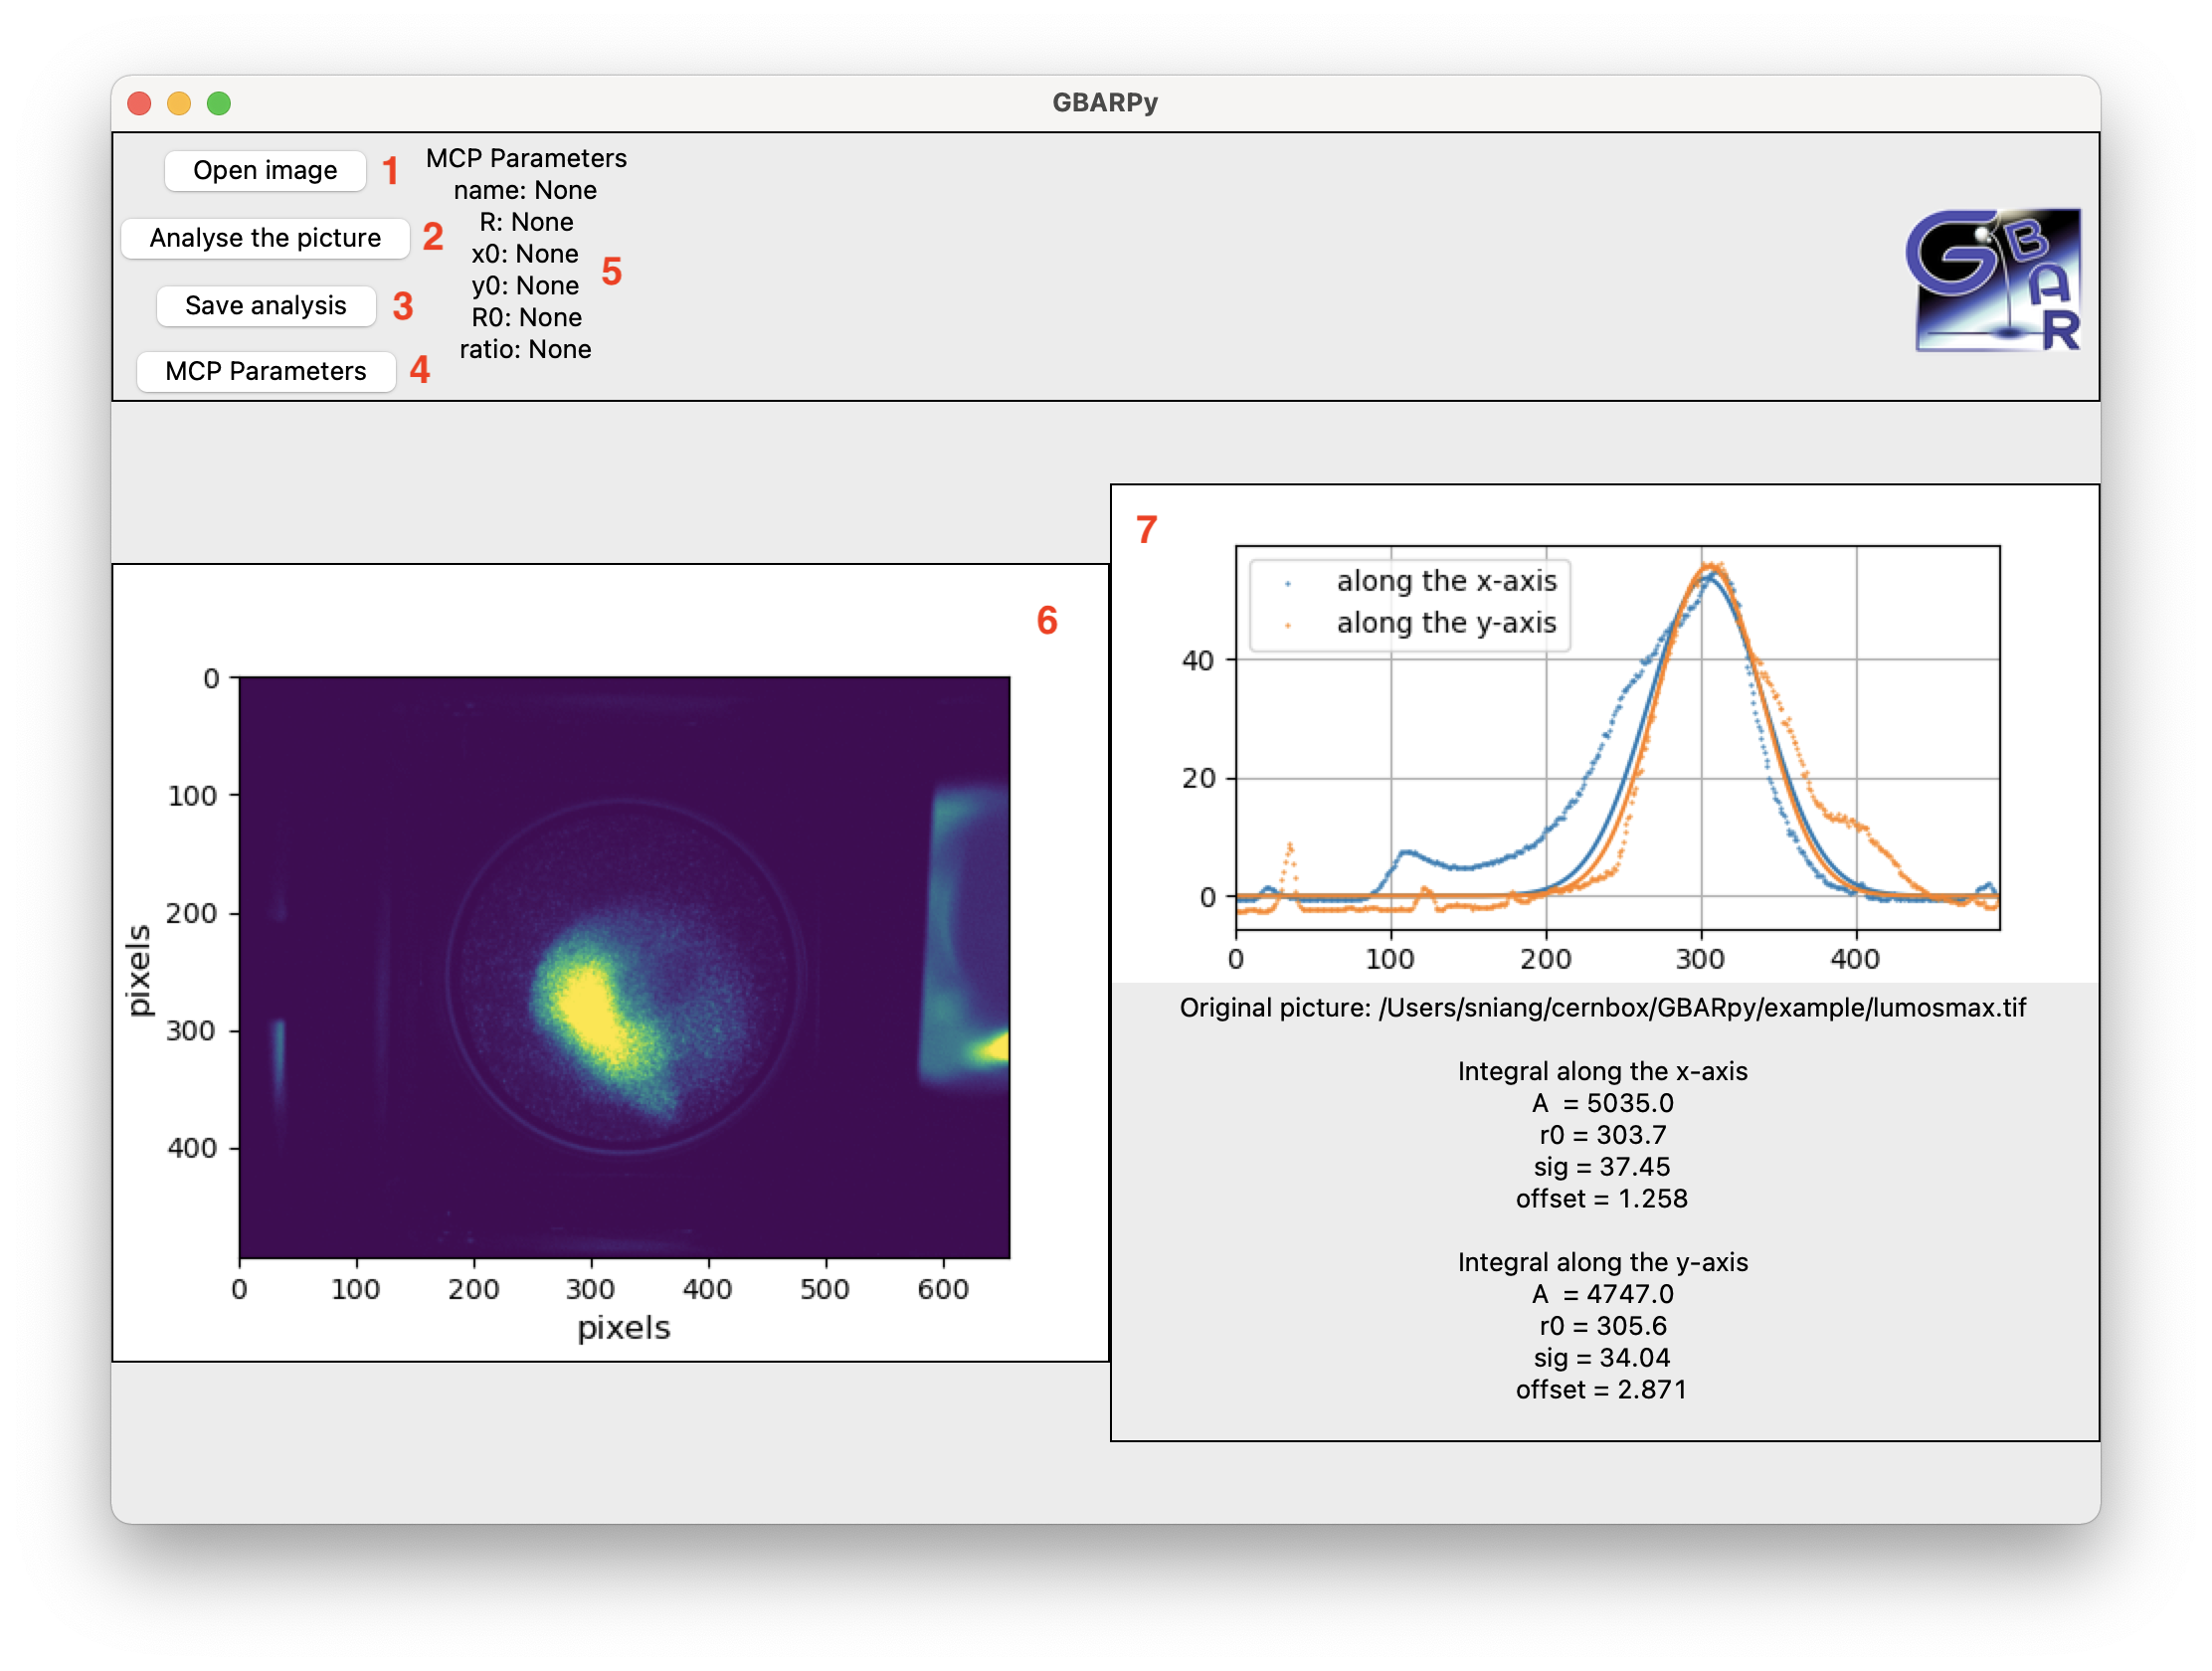 GBARPy
Open image 1
Analyse the picture 2
Save analysis 3
MCP Parameters 4
MCP Parameters
name: None
R: None
x0: None
y0: None
R0: None
ratio: None
5
GBAR
6
0
100
200
300
400
pixels
0 100 200 300 400 500 600
pixels
7
along the x-axis
along the y-axis
40
20
0
0 100 200 300 400
Original picture: /Users/sniang/cernbox/GBARpy/example/lumosmax.tif
Integral along the x-axis
A = 5035.0
r0 = 303.7
sig = 37.45
offset = 1.258
Integral along the y-axis
A = 4747.0
r0 = 305.6
sig = 34.04
offset = 2.871